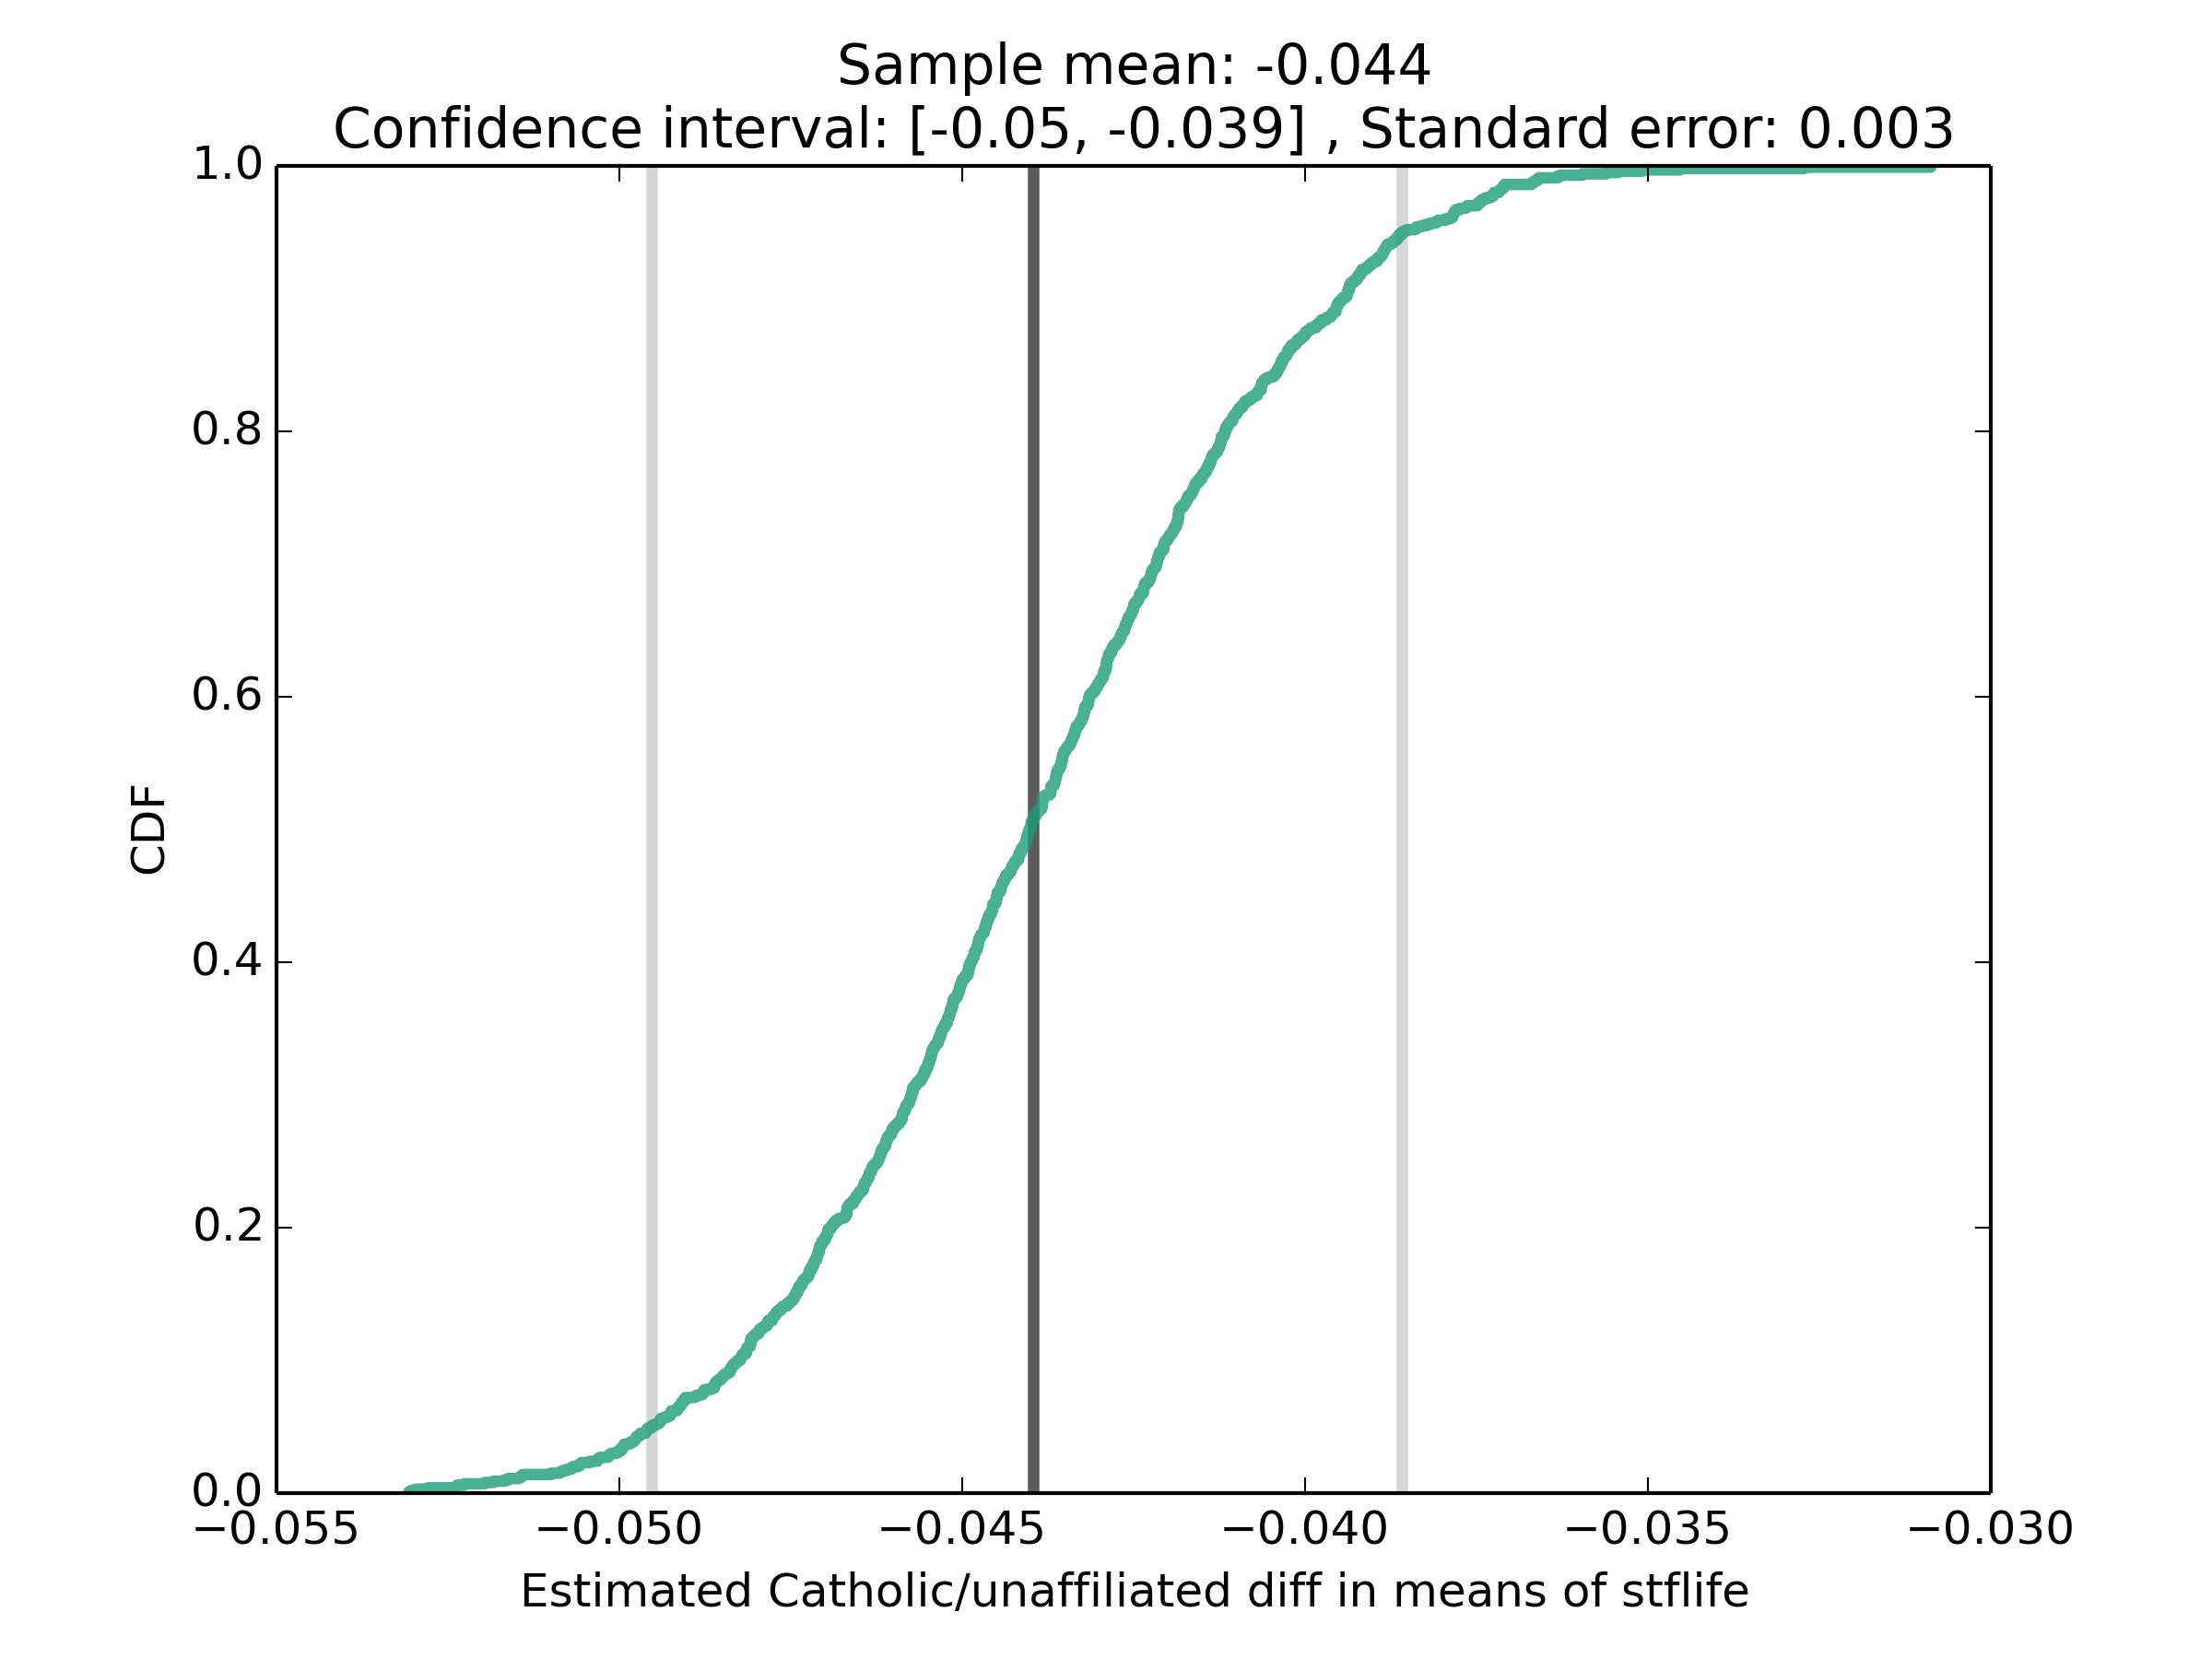 Sample mean: -0.044
Confidence interval: [-0.05, -0.039] , Standard error: 0.003
1.0
0.8
0.6
0.4
0.2
0.0
CDF
−0.055 −0.050 −0.045 −0.040 −0.035 −0.030
Estimated Catholic/unaffiliated diff in means of stflife